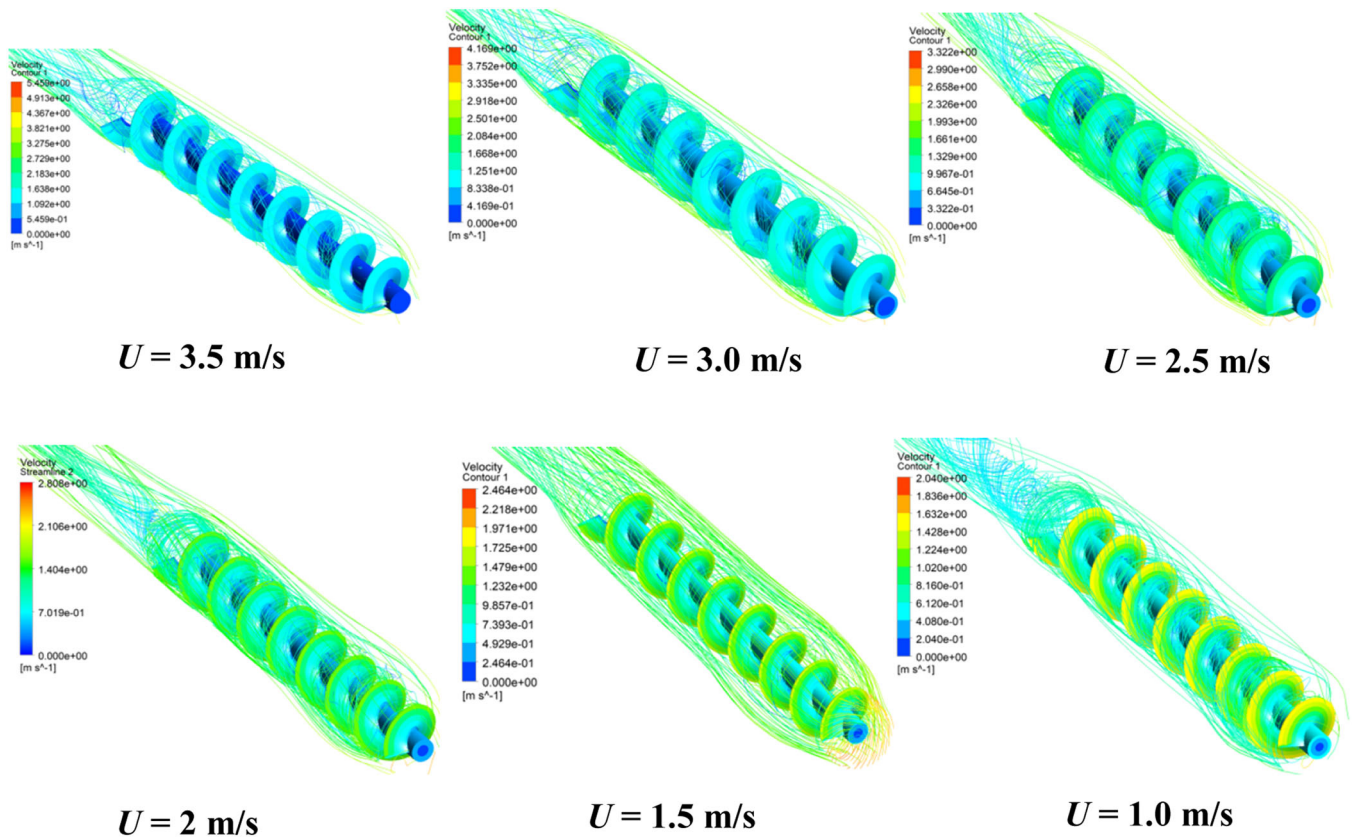 Velocity
Contour 1
5.459e+00
4.913e+00
4.367e+00
3.821e+00
3.275e+00
2.729e+00
2.183e+00
1.638e+00
1.092e+00
5.459e-01
0.000e+00
[m s^-1]
U = 3.5 m/s
Velocity
Contour 1
4.169e+00
3.752e+00
3.335e+00
2.918e+00
2.501e+00
2.084e+00
1.668e+00
1.251e+00
8.338e-01
4.169e-01
0.000e+00
[m s^-1]
U = 3.0 m/s
Velocity
Contour 1
3.322e+00
2.990e+00
2.658e+00
2.326e+00
1.993e+00
1.661e+00
1.329e+00
9.967e-01
6.645e-01
3.322e-01
0.000e+00
[m s^-1]
U = 2.5 m/s
Velocity
Streamline 2
2.808e+00
2.106e+00
1.404e+00
7.019e-01
0.000e+00
[m s^-1]
U = 2 m/s
Velocity
Contour 1
2.464e+00
2.218e+00
1.971e+00
1.725e+00
1.479e+00
1.232e+00
9.857e-01
7.393e-01
4.929e-01
2.464e-01
0.000e+00
[m s^-1]
U = 1.5 m/s
Velocity
Contour 1
2.040e+00
1.836e+00
1.632e+00
1.428e+00
1.224e+00
1.020e+00
8.160e-01
6.120e-01
4.080e-01
2.040e-01
0.000e+00
[m s^-1]
U = 1.0 m/s